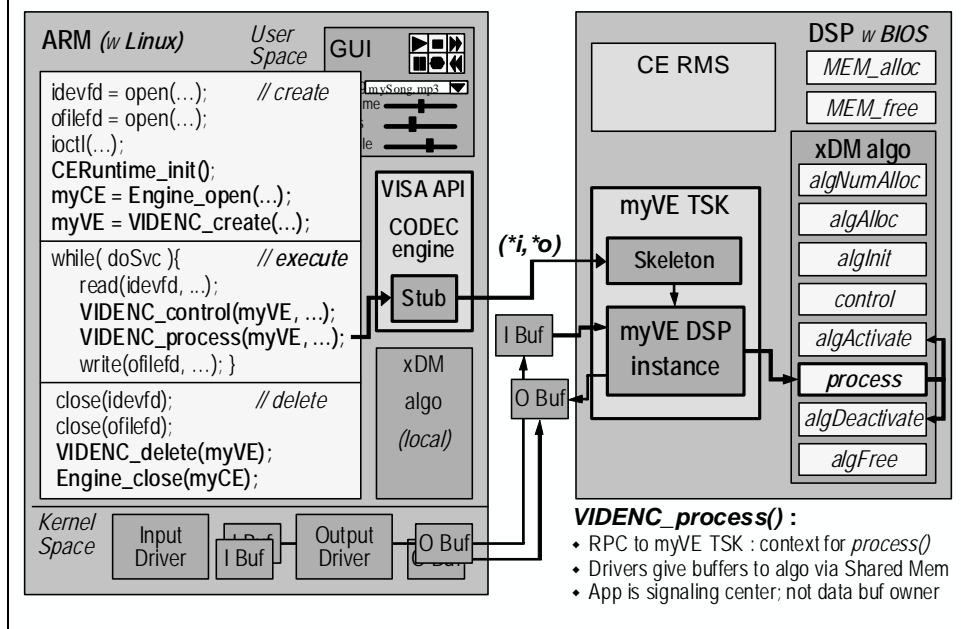 ARM (w Linux)
User
Space
GUI
mySong.mp3
me
s
le
idevfd = open(…); // create
ofilefd = open(…);
ioctl(…);
CERuntime_init();
myCE = Engine_open(…);
myVE = VIDENC_create(…);
while( doSvc ){ // execute
read(idevfd, ...);
VIDENC_control(myVE, …);
VIDENC_process(myVE, …);
write(ofilefd, …); }
close(idevfd); // delete
close(ofilefd);
VIDENC_delete(myVE);
Engine_close(myCE);
VISA API
CODEC
engine
Stub
xDM
algo
(local)
Kernel
Space
Input
Driver
I Buf
I Buf
Output
Driver
O Buf
O Buf
(*i,*o)
I Buf
O Buf
DSP w BIOS
CE RMS
MEM_alloc
MEM_free
myVE TSK
Skeleton
myVE DSP
instance
xDM algo
algNumAlloc
algAlloc
algInit
control
algActivate
process
algDeactivate
algFree
VIDENC_process() :
◆ RPC to myVE TSK : context for process()
◆ Drivers give buffers to algo via Shared Mem
◆ App is signaling center; not data buf owner